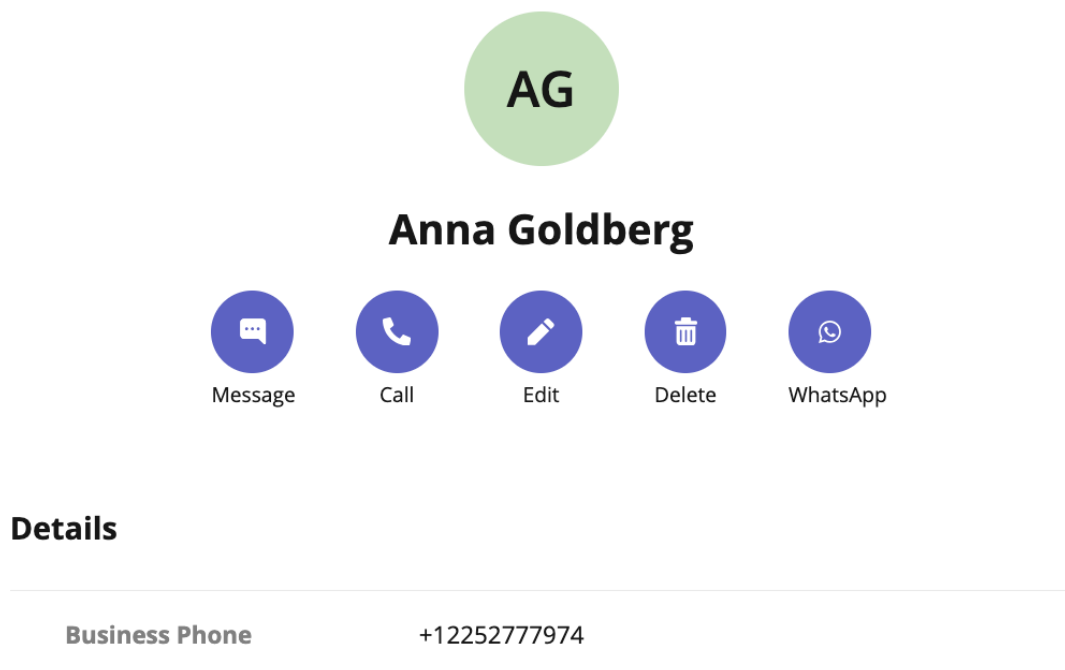 AG
Anna Goldberg
Message Call Edit Delete WhatsApp
Details
Business Phone +12252777974